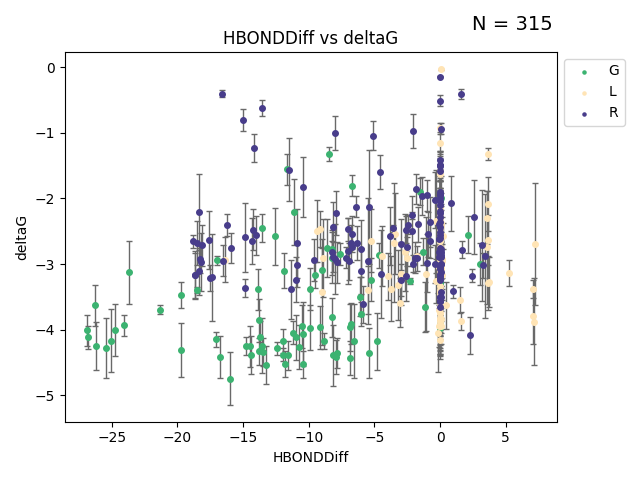 N = 315
HBONDDiff vs deltaG
G
L
R
0
−1
−2
−3
−4
−5
deltaG
−25 −20 −15 −10 −5 0 5
HBONDDiff